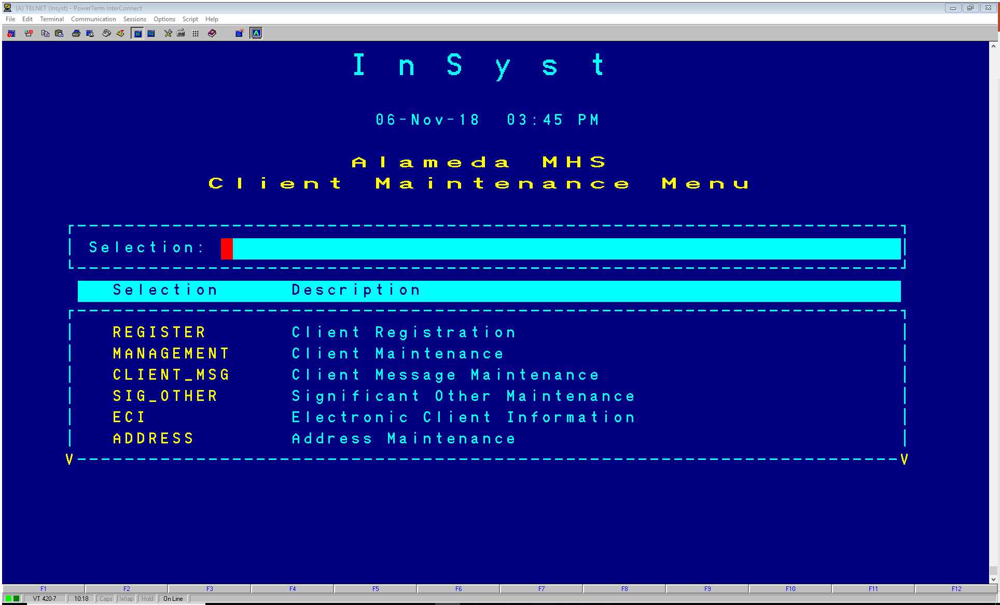 (A) TELNET (Insyst) - PowerTerm InterConnect
File Edit Terminal Communication Sessions Options Script Help
InSyst
06-Nov-18 03:45 PM
Alameda MHS
Client Maintenance Menu
Selection:
Selection Description
REGISTER Client Registration
MANAGEMENT Client Maintenance
CLIENT_MSG Client Message Maintenance
SIG_OTHER Significant Other Maintenance
ECI Electronic Client Information
ADDRESS Address Maintenance
V V
F1 F2 F3 F4 F5 F6 F7 F8 F9 F10 F11 F12
VT 420-7 10:18 Caps Wrap Hold On Line